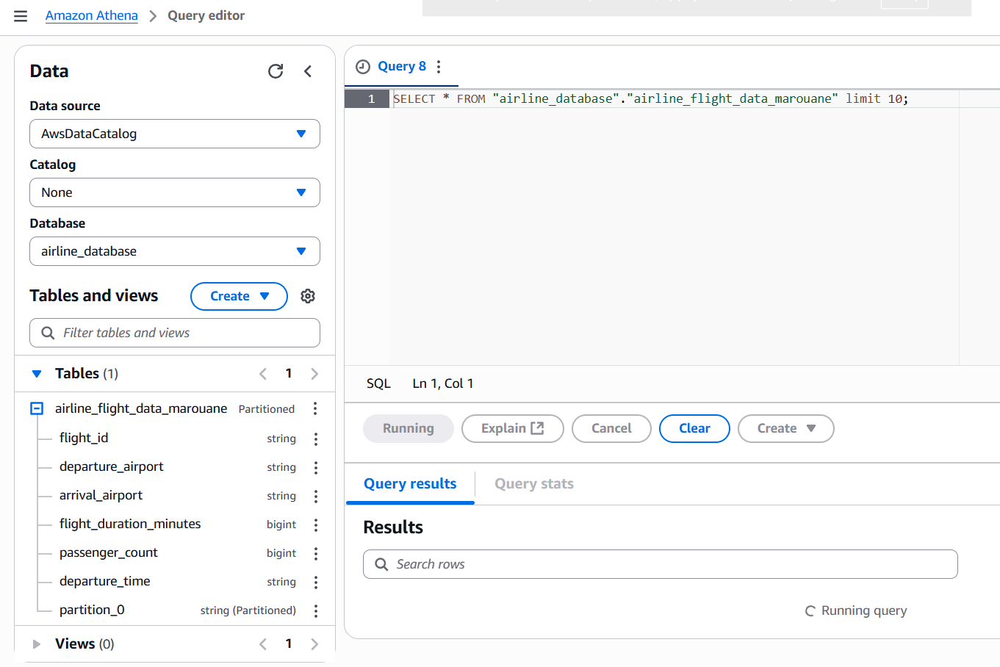 Amazon Athena > Query editor
Data
Data source
AwsDataCatalog
Catalog
None
Database
airline_database
Tables and views
Create
Filter tables and views
Tables (1)
1
airline_flight_data_marouane Partitioned
flight_id string
departure_airport string
arrival_airport string
flight_duration_minutes bigint
passenger_count bigint
departure_time string
partition_0 string (Partitioned)
Views (0)
1
Query 8
1 SELECT * FROM "airline_database"."airline_flight_data_marouane" limit 10;
SQL Ln 1, Col 1
Running Explain Cancel Clear Create
Query results Query stats
Results
Search rows
Running query